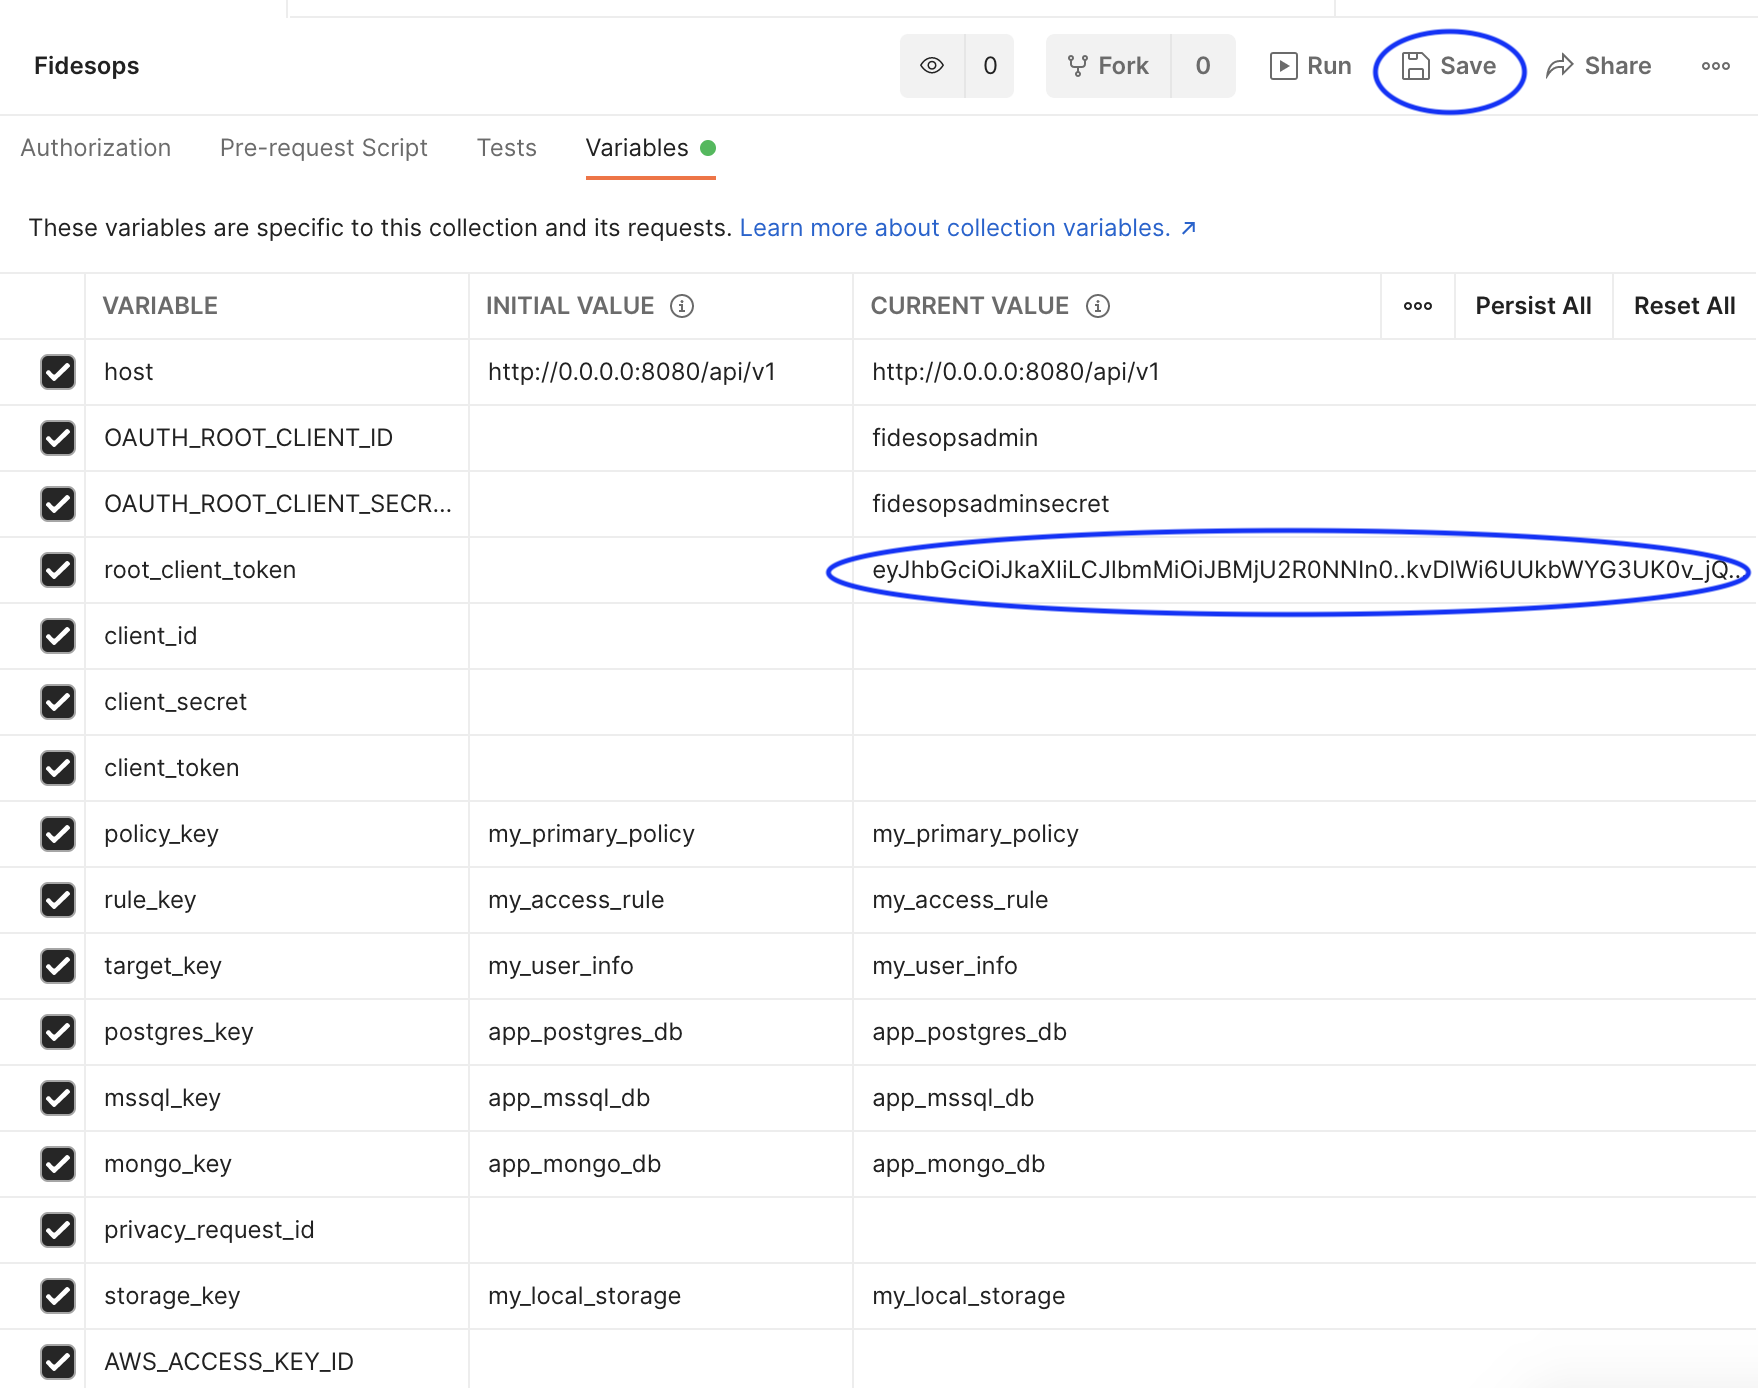 Fidesops 0 Fork 0 Run Save Share
Authorization Pre-request Script Tests Variables
These variables are specific to this collection and its requests. Learn more about collection variables. ↗
VARIABLE INITIAL VALUE CURRENT VALUE Persist All Reset All
host http://0.0.0.0:8080/api/v1 http://0.0.0.0:8080/api/v1
OAUTH_ROOT_CLIENT_ID fidesopsadmin
OAUTH_ROOT_CLIENT_SECR... fidesopsadminsecret
root_client_token eyJhbGciOiJkaXIiLCJlbmMiOiJBMjU2R0NNIn0..kvDlWi6UUkbWYG3UK0v_jQ...
client_id
client_secret
client_token
policy_key my_primary_policy my_primary_policy
rule_key my_access_rule my_access_rule
target_key my_user_info my_user_info
postgres_key app_postgres_db app_postgres_db
mssql_key app_mssql_db app_mssql_db
mongo_key app_mongo_db app_mongo_db
privacy_request_id
storage_key my_local_storage my_local_storage
AWS_ACCESS_KEY_ID